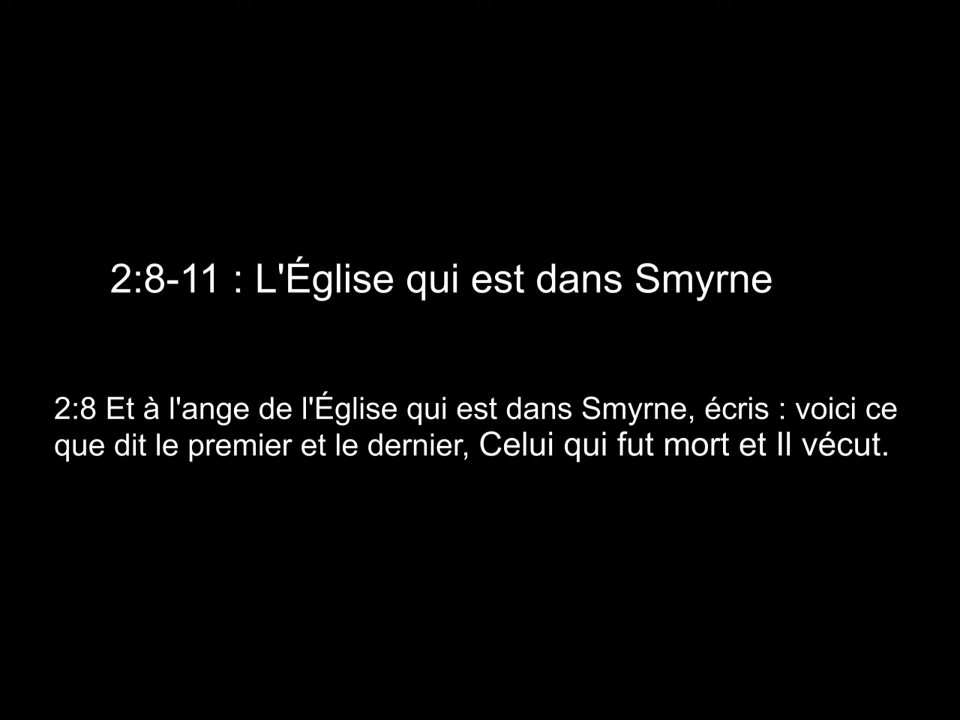 2:8-11 : L'Église qui est dans Smyrne
2:8 Et à l'ange de l'Église qui est dans Smyrne, écris : voici ce
que dit le premier et le dernier, Celui qui fut mort et Il vécut.